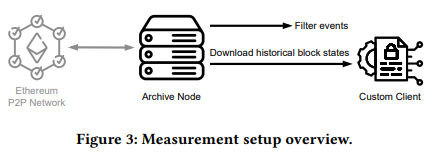 Filter events
Download historical block states
Ethereum
P2P Network
Archive Node
Custom Client
Figure 3: Measurement setup overview.